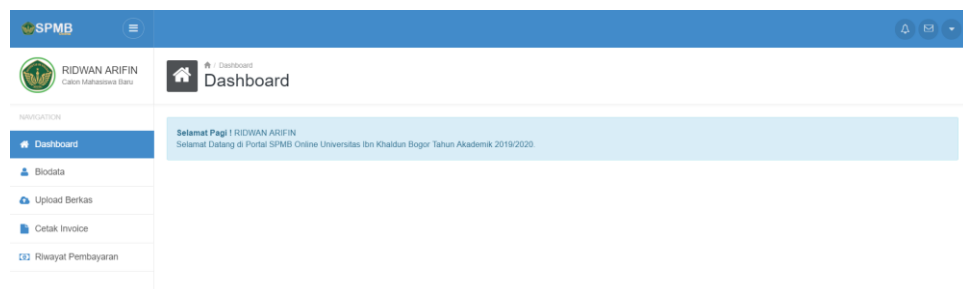 SPMB
RIDWAN ARIFIN
Calon Mahasiswa Baru
/ Dashboard
Dashboard
NAVIGATION
Dashboard
Biodata
Upload Berkas
Cetak Invoice
Riwayat Pembayaran
Selamat Pagi ! RIDWAN ARIFIN
Selamat Datang di Portal SPMB Online Universitas Ibn Khaldun Bogor Tahun Akademik 2019/2020.